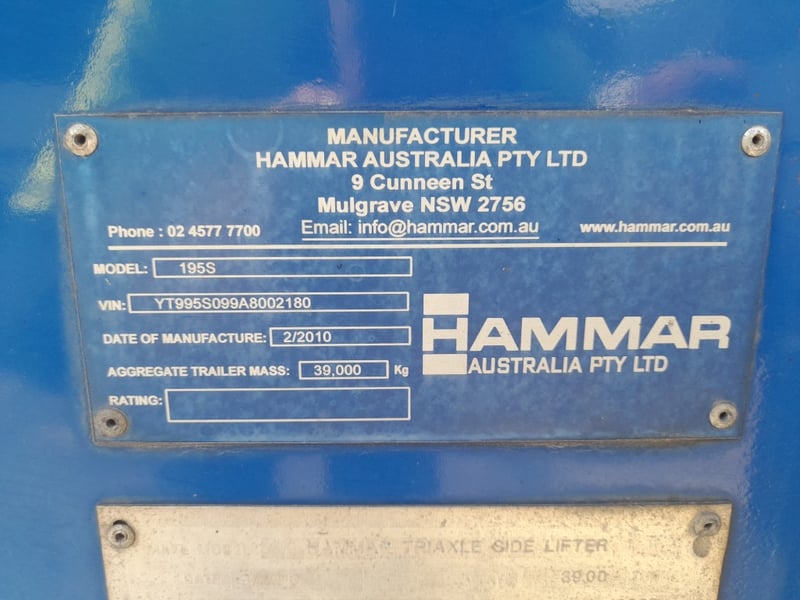 MANUFACTURER
HAMMAR AUSTRALIA PTY LTD
9 Cunneen St
Mulgrave NSW 2756
Phone : 02 4577 7700 Email: info@hammar.com.au www.hammar.com.au
MODEL: 195S
VIN: YT995S099A8002180
DATE OF MANUFACTURE: 2/2010
AGGREGATE TRAILER MASS: 39,000 Kg
RATING:
HAMMAR
AUSTRALIA PTY LTD
HAMMAR TRIAXLE SIDE LIFTER
39.00